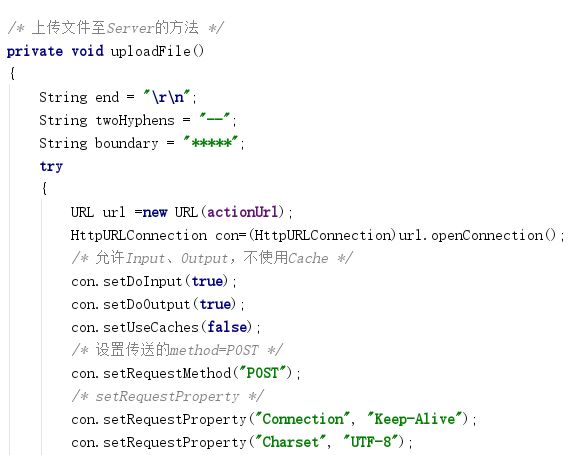 /* 上传文件至Server的方法 */
private void uploadFile()
{
String end = "\r\n";
String twoHyphens = "--";
String boundary = "*****";
try
{
URL url =new URL(actionUrl);
HttpURLConnection con=(HttpURLConnection)url.openConnection();
/* 允许Input、Output，不使用Cache */
con.setDoInput(true);
con.setDoOutput(true);
con.setUseCaches(false);
/* 设置传送的method=POST */
con.setRequestMethod("POST");
/* setRequestProperty */
con.setRequestProperty("Connection", "Keep-Alive");
con.setRequestProperty("Charset", "UTF-8");